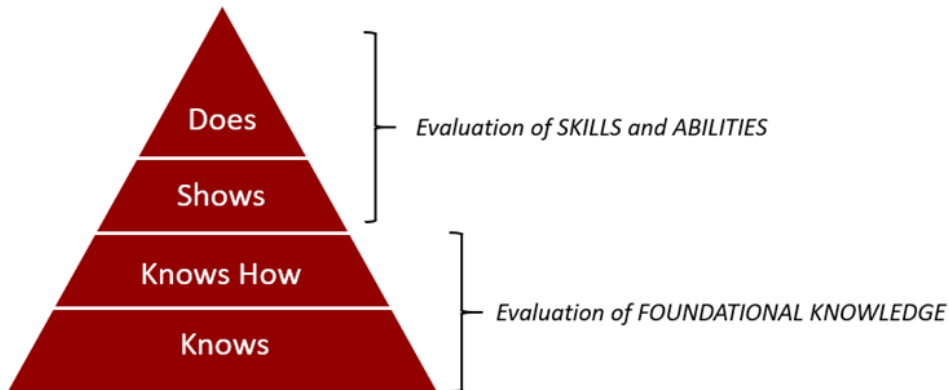 Does
Evaluation of SKILLS and ABILITIES
Shows
Knows How
Evaluation of FOUNDATIONAL KNOWLEDGE
Knows